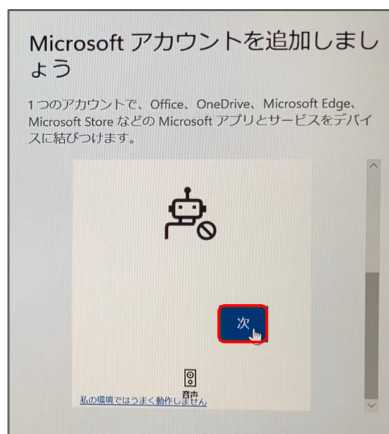 Microsoft アカウントを追加しまし
ょう
1 つのアカウントで、Office、OneDrive、Microsoft Edge、
Microsoft Store などの Microsoft アプリとサービスをデバイ
スに結びつけます。
次
音声
私の環境ではうまく動作しません